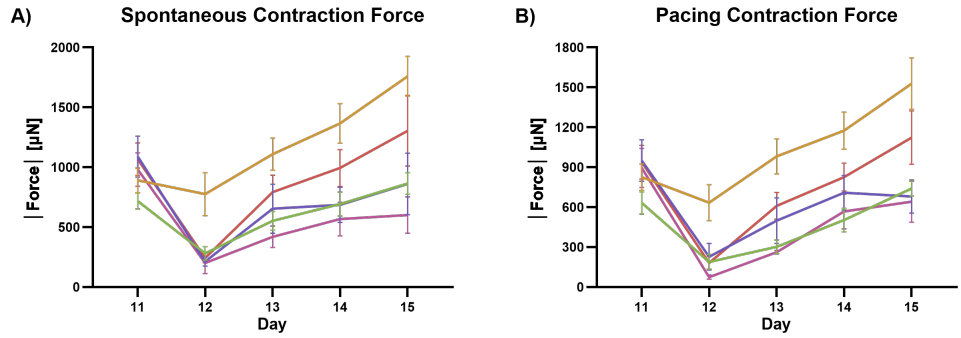 A) Spontaneous Contraction Force
|Force| [µN]
2000
1500
1000
500
0
11 12 13 14 15
Day
B) Pacing Contraction Force
|Force| [µN]
1800
1500
1200
900
600
300
0
11 12 13 14 15
Day